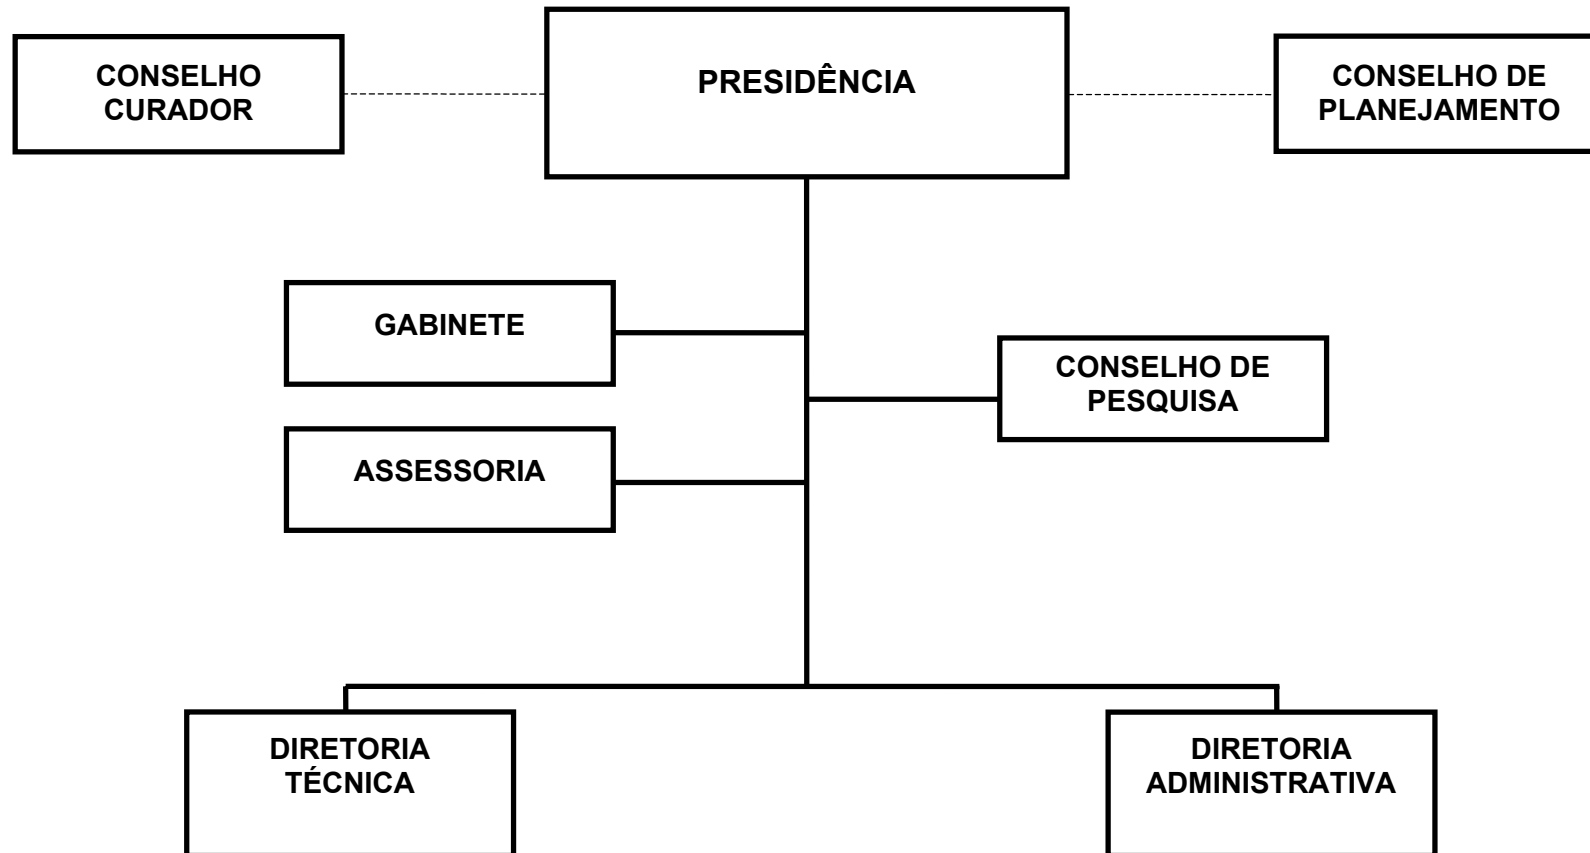 CONSELHO
CURADOR
PRESIDÊNCIA
CONSELHO DE
PLANEJAMENTO
GABINETE
CONSELHO DE
PESQUISA
ASSESSORIA
DIRETORIA
TÉCNICA
DIRETORIA
ADMINISTRATIVA